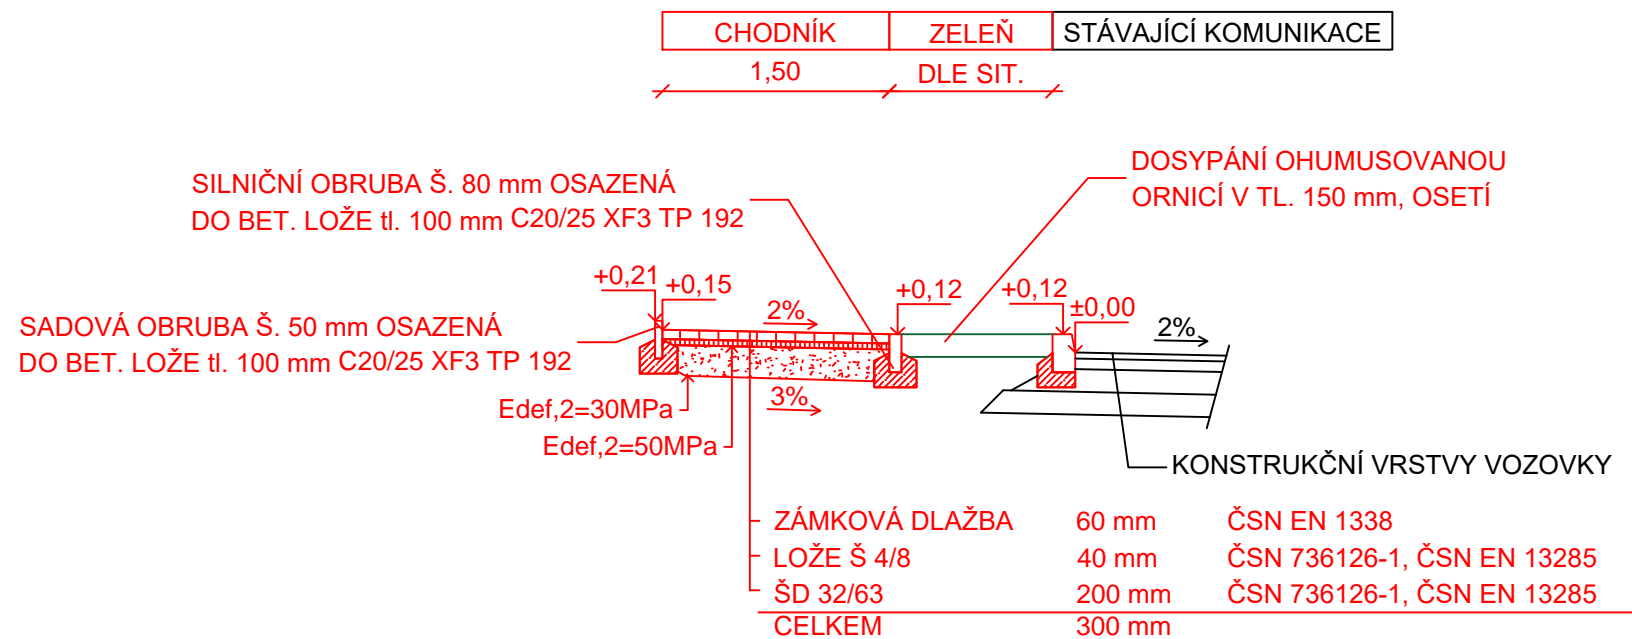 CHODNÍK ZELEŇ STÁVAJÍCÍ KOMUNIKACE
1,50 DLE SIT.
SILNIČNÍ OBRUBA Š. 80 mm OSAZENÁ
DO BET. LOŽE tl. 100 mm C20/25 XF3 TP 192
DOSYPÁNÍ OHUMUSOVANOU
ORNICÍ V TL. 150 mm, OSETÍ
SADOVÁ OBRUBA Š. 50 mm OSAZENÁ
DO BET. LOŽE tl. 100 mm C20/25 XF3 TP 192
+0,21 +0,15 2% +0,12 +0,12 ±0,00 2%
Edef,2=30MPa 3%
Edef,2=50MPa
KONSTRUKČNÍ VRSTVY VOZOVKY
ZÁMKOVÁ DLAŽBA 60 mm ČSN EN 1338
LOŽE Š 4/8 40 mm ČSN 736126-1, ČSN EN 13285
ŠD 32/63 200 mm ČSN 736126-1, ČSN EN 13285
CELKEM 300 mm